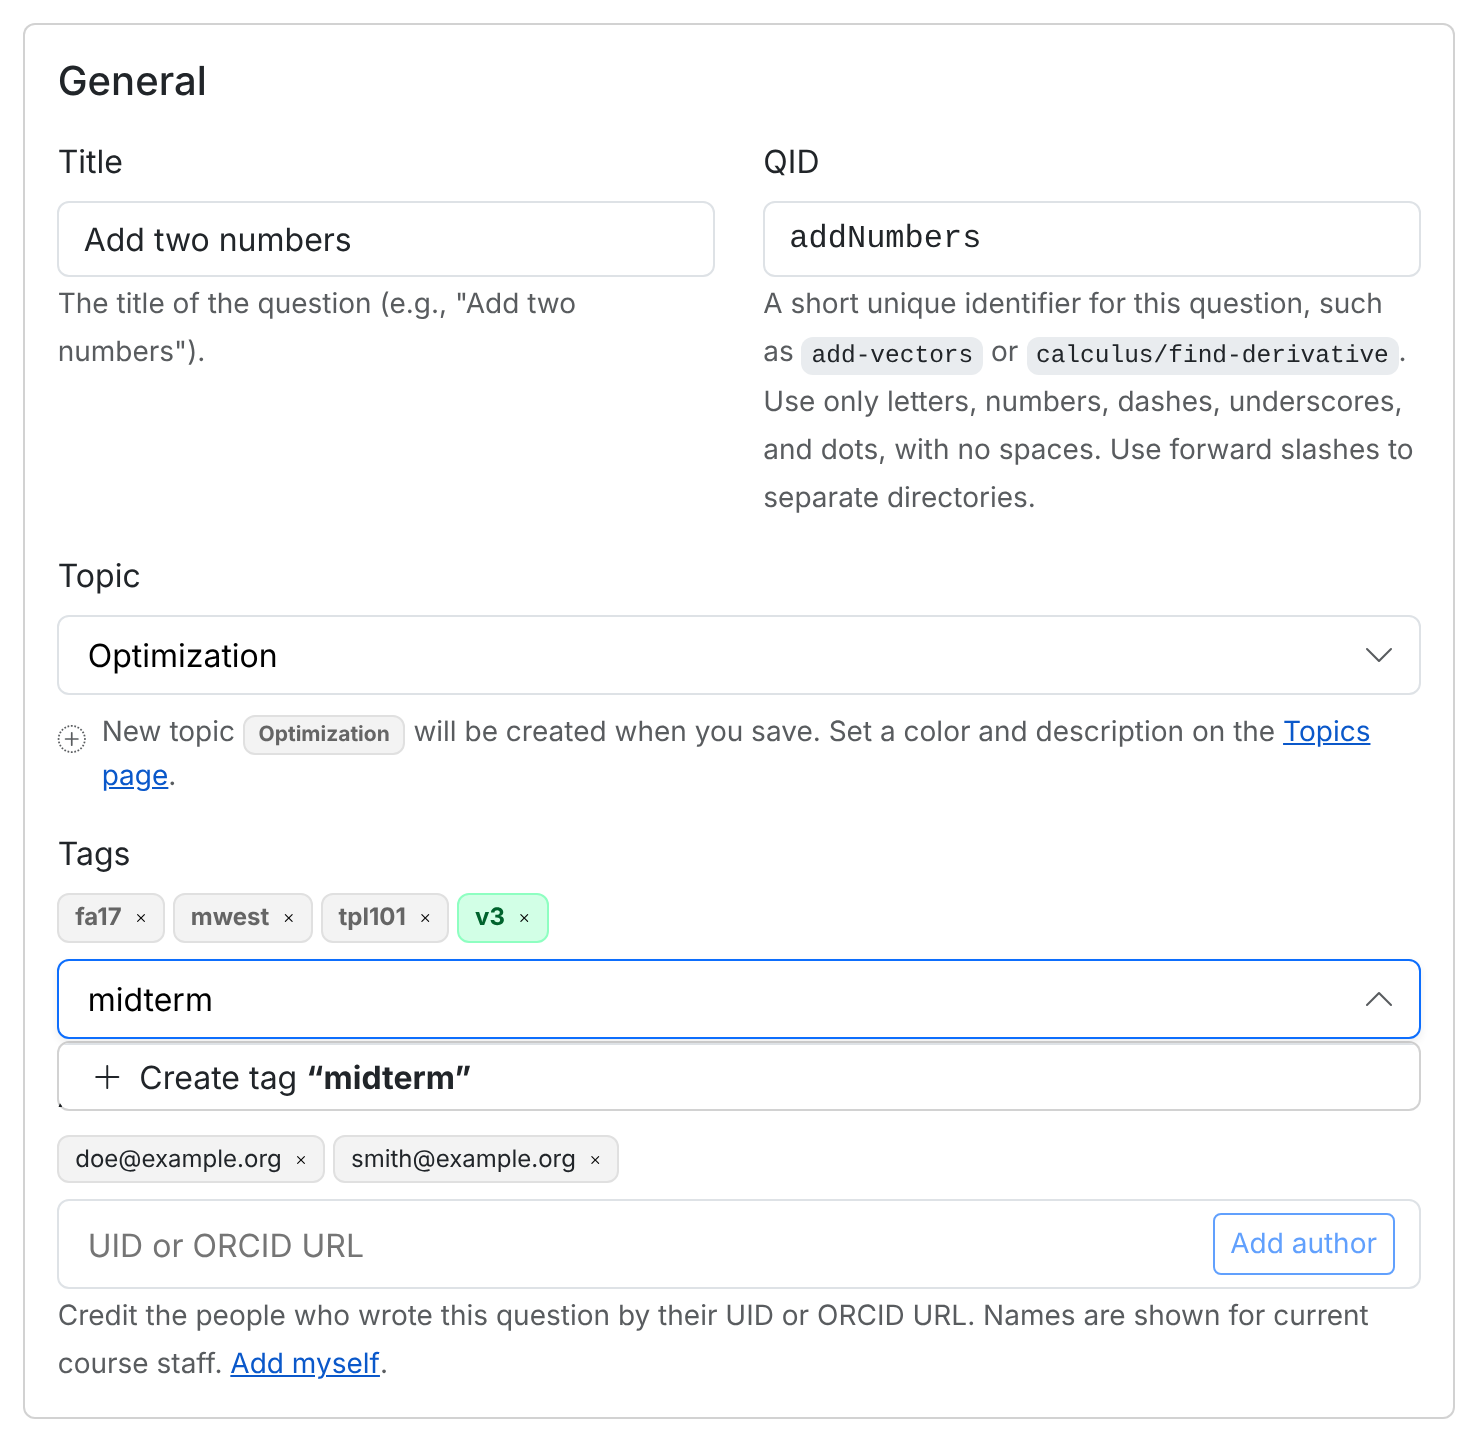 General
Title
Add two numbers
The title of the question (e.g., "Add two
numbers").
QID
addNumbers
A short unique identifier for this question, such
as add-vectors or calculus/find-derivative.
Use only letters, numbers, dashes, underscores,
and dots, with no spaces. Use forward slashes to
separate directories.
Topic
Optimization
New topic Optimization will be created when you save. Set a color and description on the Topics
page.
Tags
fa17 × mwest × tpl101 × v3 ×
midterm
+ Create tag “midterm”
doe@example.org × smith@example.org ×
UID or ORCID URL
Add author
Credit the people who wrote this question by their UID or ORCID URL. Names are shown for current
course staff. Add myself.